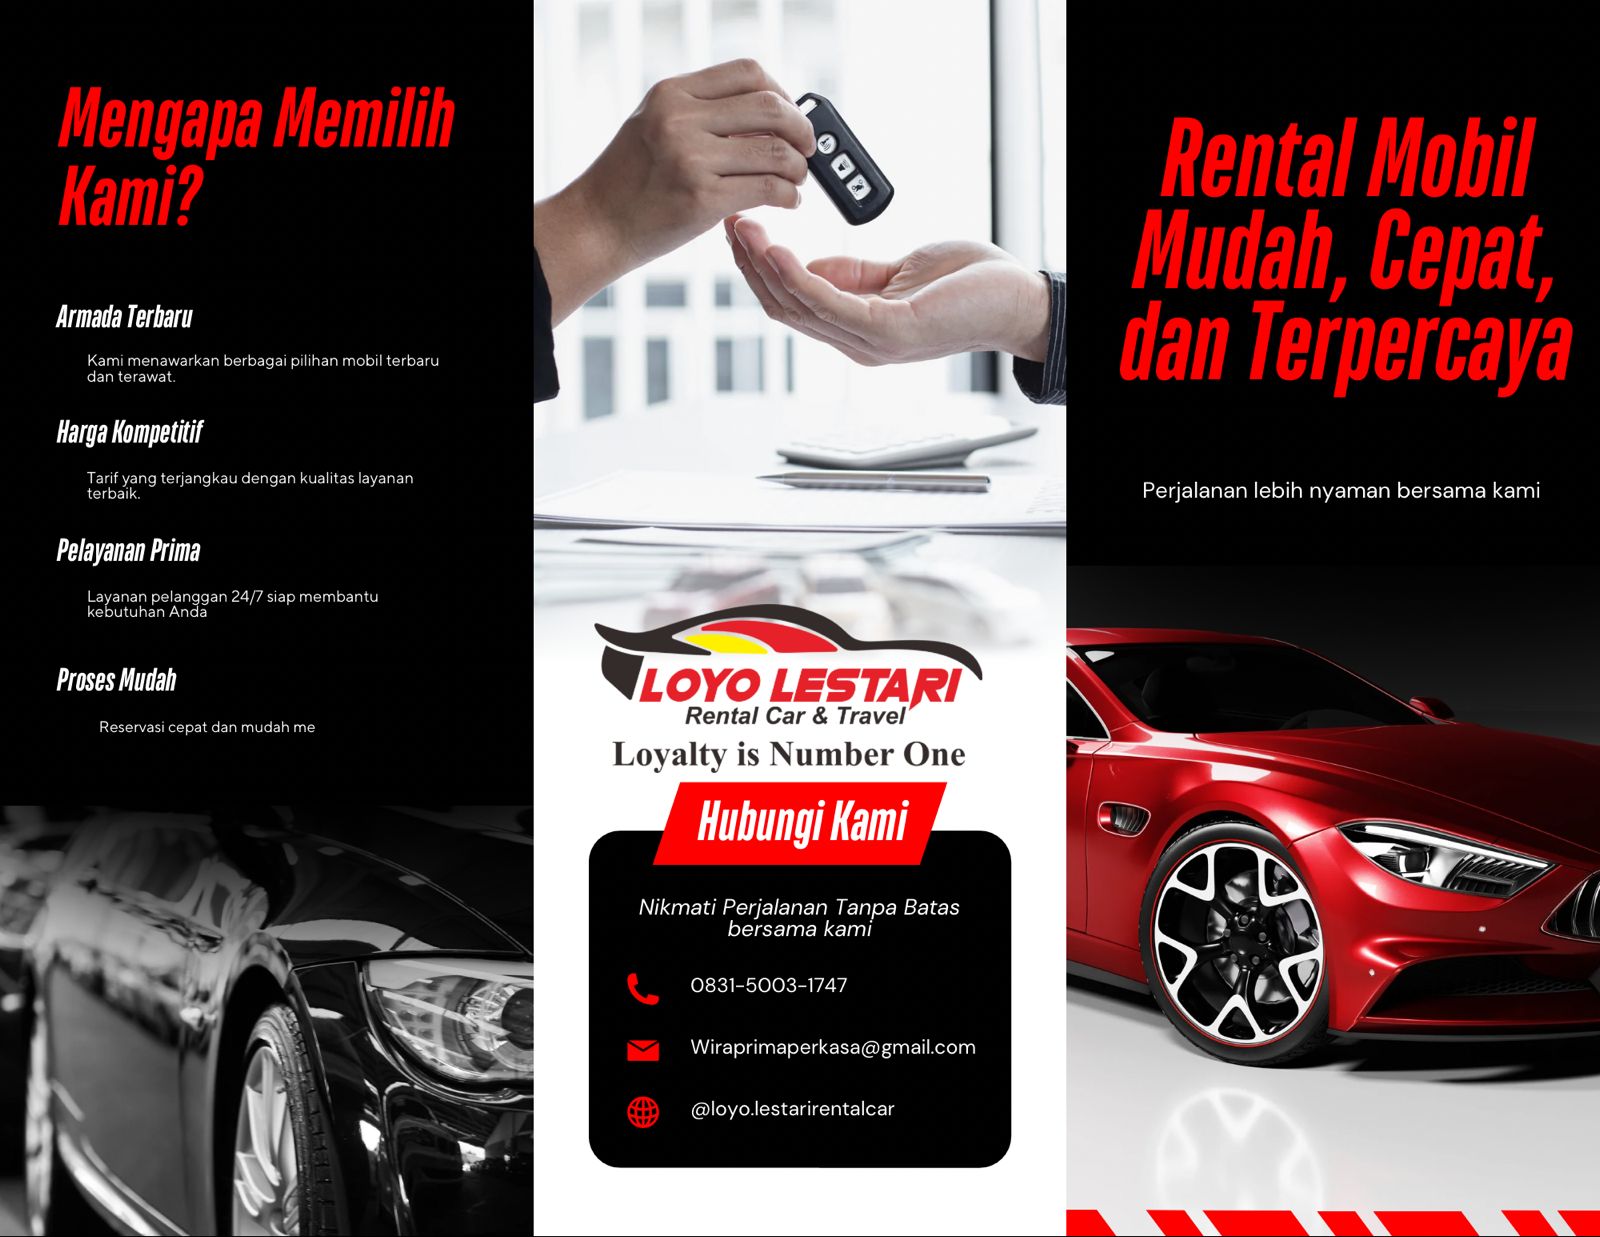 Mengapa Memilih
Kami?
Armada Terbaru
Kami menawarkan berbagai pilihan mobil terbaru
dan terawat.
Harga Kompetitif
Tarif yang terjangkau dengan kualitas layanan
terbaik.
Pelayanan Prima
Layanan pelanggan 24/7 siap membantu
kebutuhan Anda
Proses Mudah
Reservasi cepat dan mudah me
LOYO LESTARI
Rental Car & Travel
Loyalty is Number One
Hubungi Kami
Nikmati Perjalanan Tanpa Batas
bersama kami
0831-5003-1747
Wiraprimaperkasa@gmail.com
@loyo.lestarirentalcar
Rental Mobil
Mudah, Cepat,
dan Terpercaya
Perjalanan lebih nyaman bersama kami